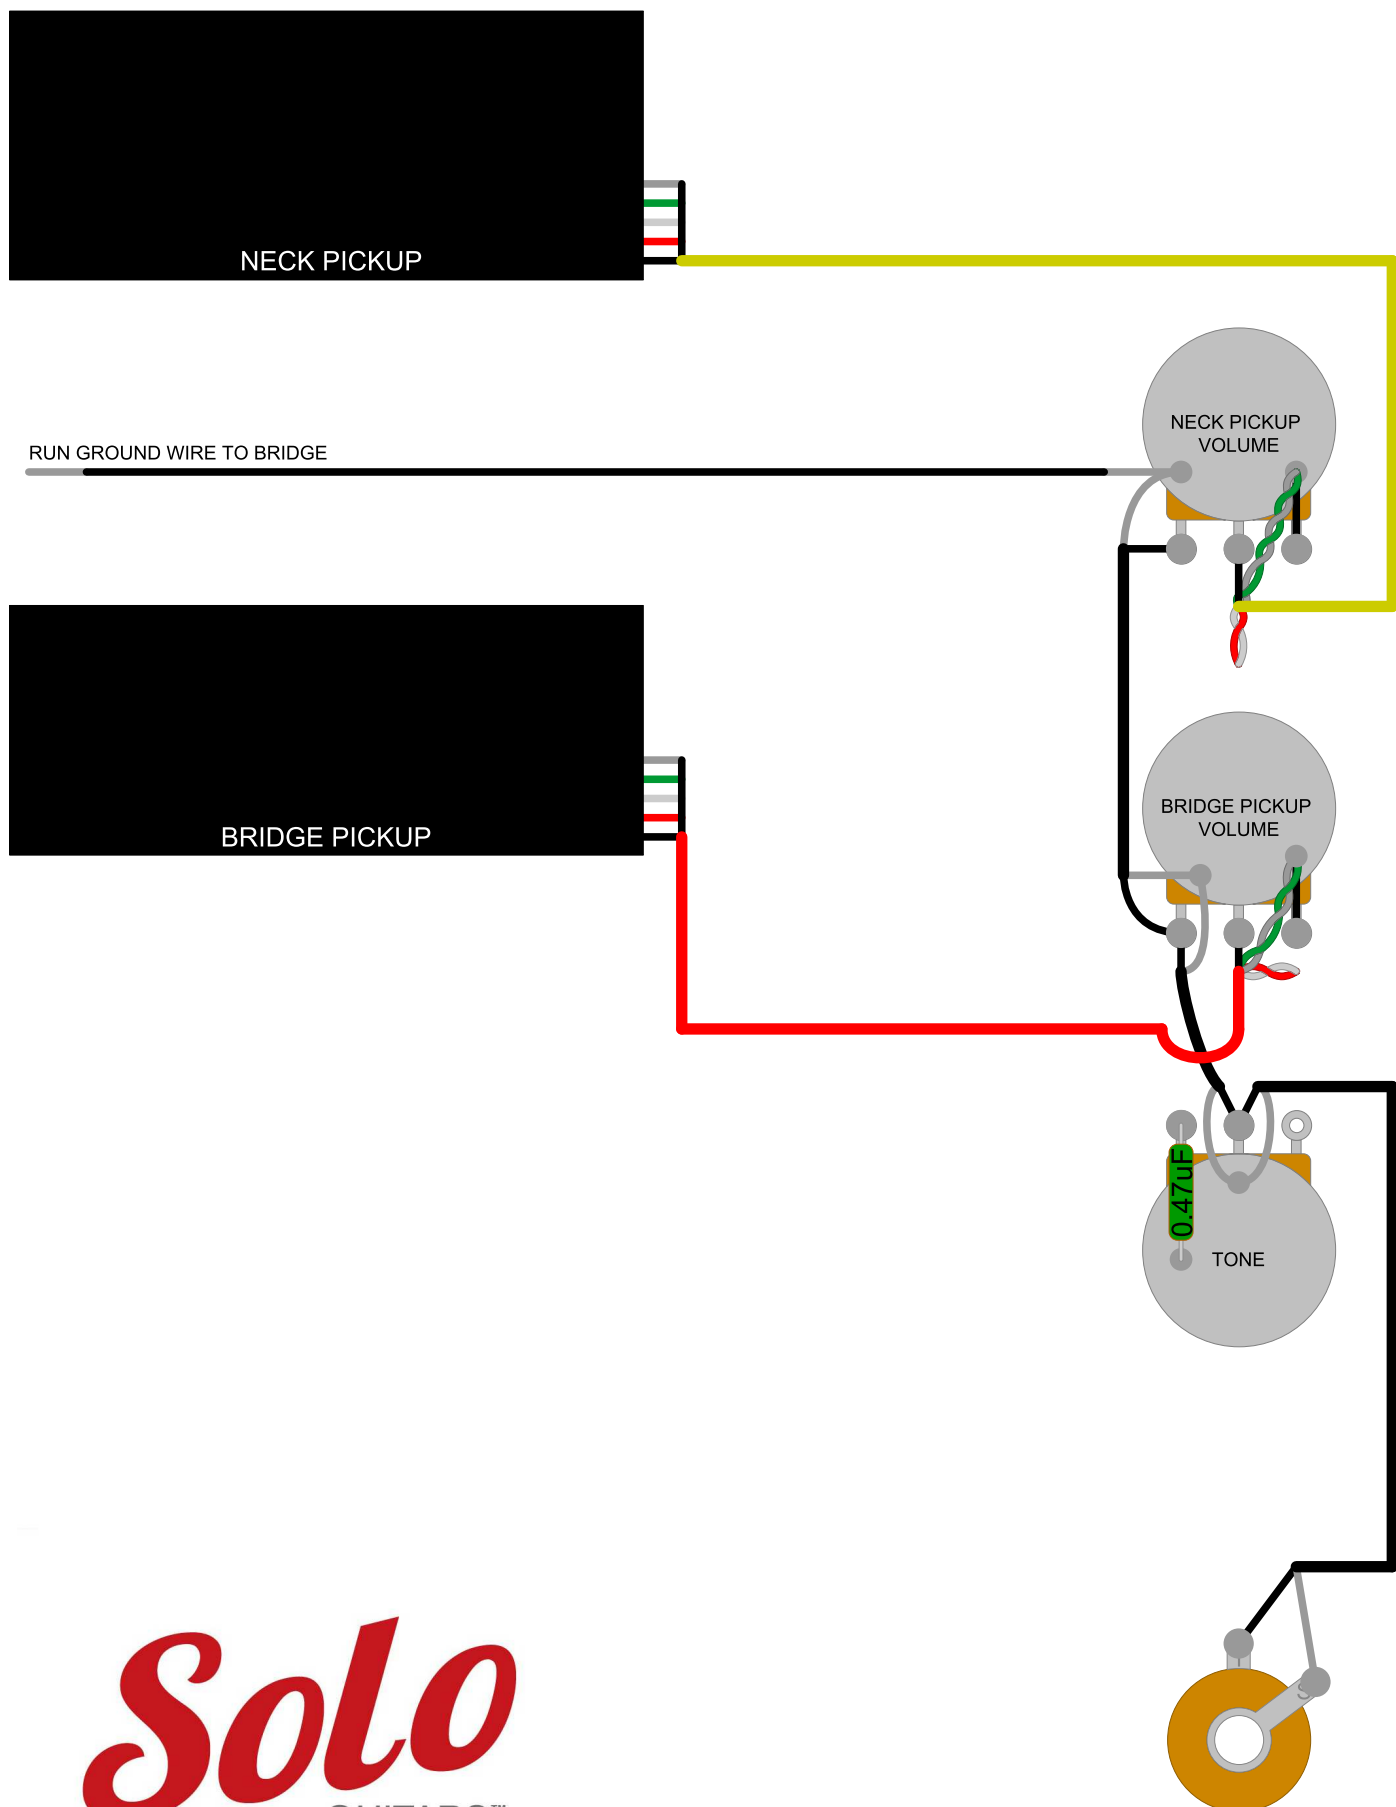 NECK PICKUP
NECK PICKUP
VOLUME
RUN GROUND WIRE TO BRIDGE
BRIDGE PICKUP
VOLUME
BRIDGE PICKUP
0.47uF
TONE
S
Solo
GUITARS™